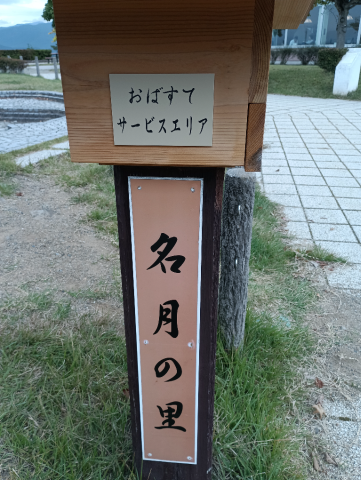 おばすて
サービスエリア
名月の里